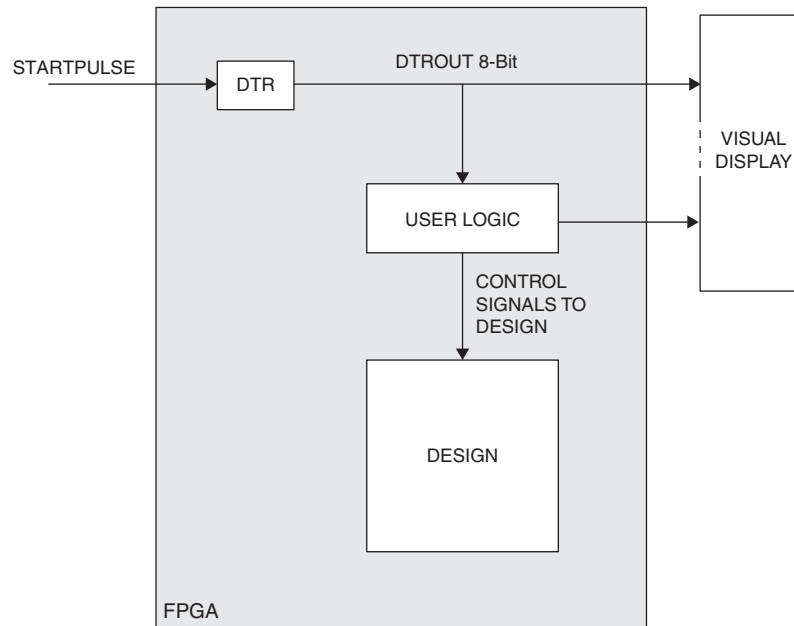 STARTPULSE
DTR
DTROUT 8-Bit
VISUAL
DISPLAY
USER LOGIC
CONTROL
SIGNALS TO
DESIGN
DESIGN
FPGA